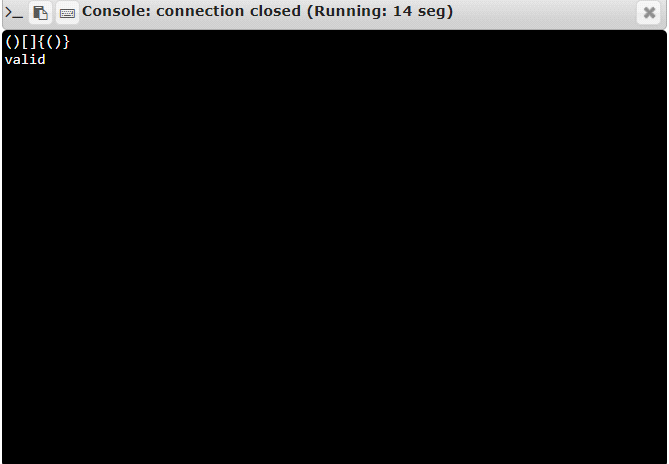 >_ Console: connection closed (Running: 14 seg)
()[]{()}
valid